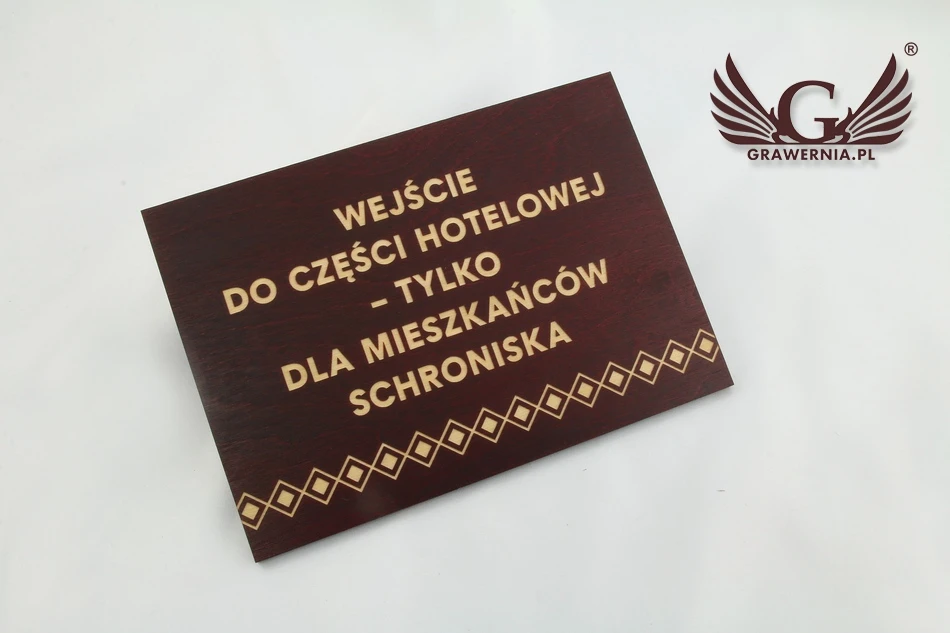 WEJŚCIE
DO CZĘŚCI HOTELOWEJ
– TYLKO
DLA MIESZKAŃCÓW
SCHRONISKA
G
®
GRAWERNIA.PL